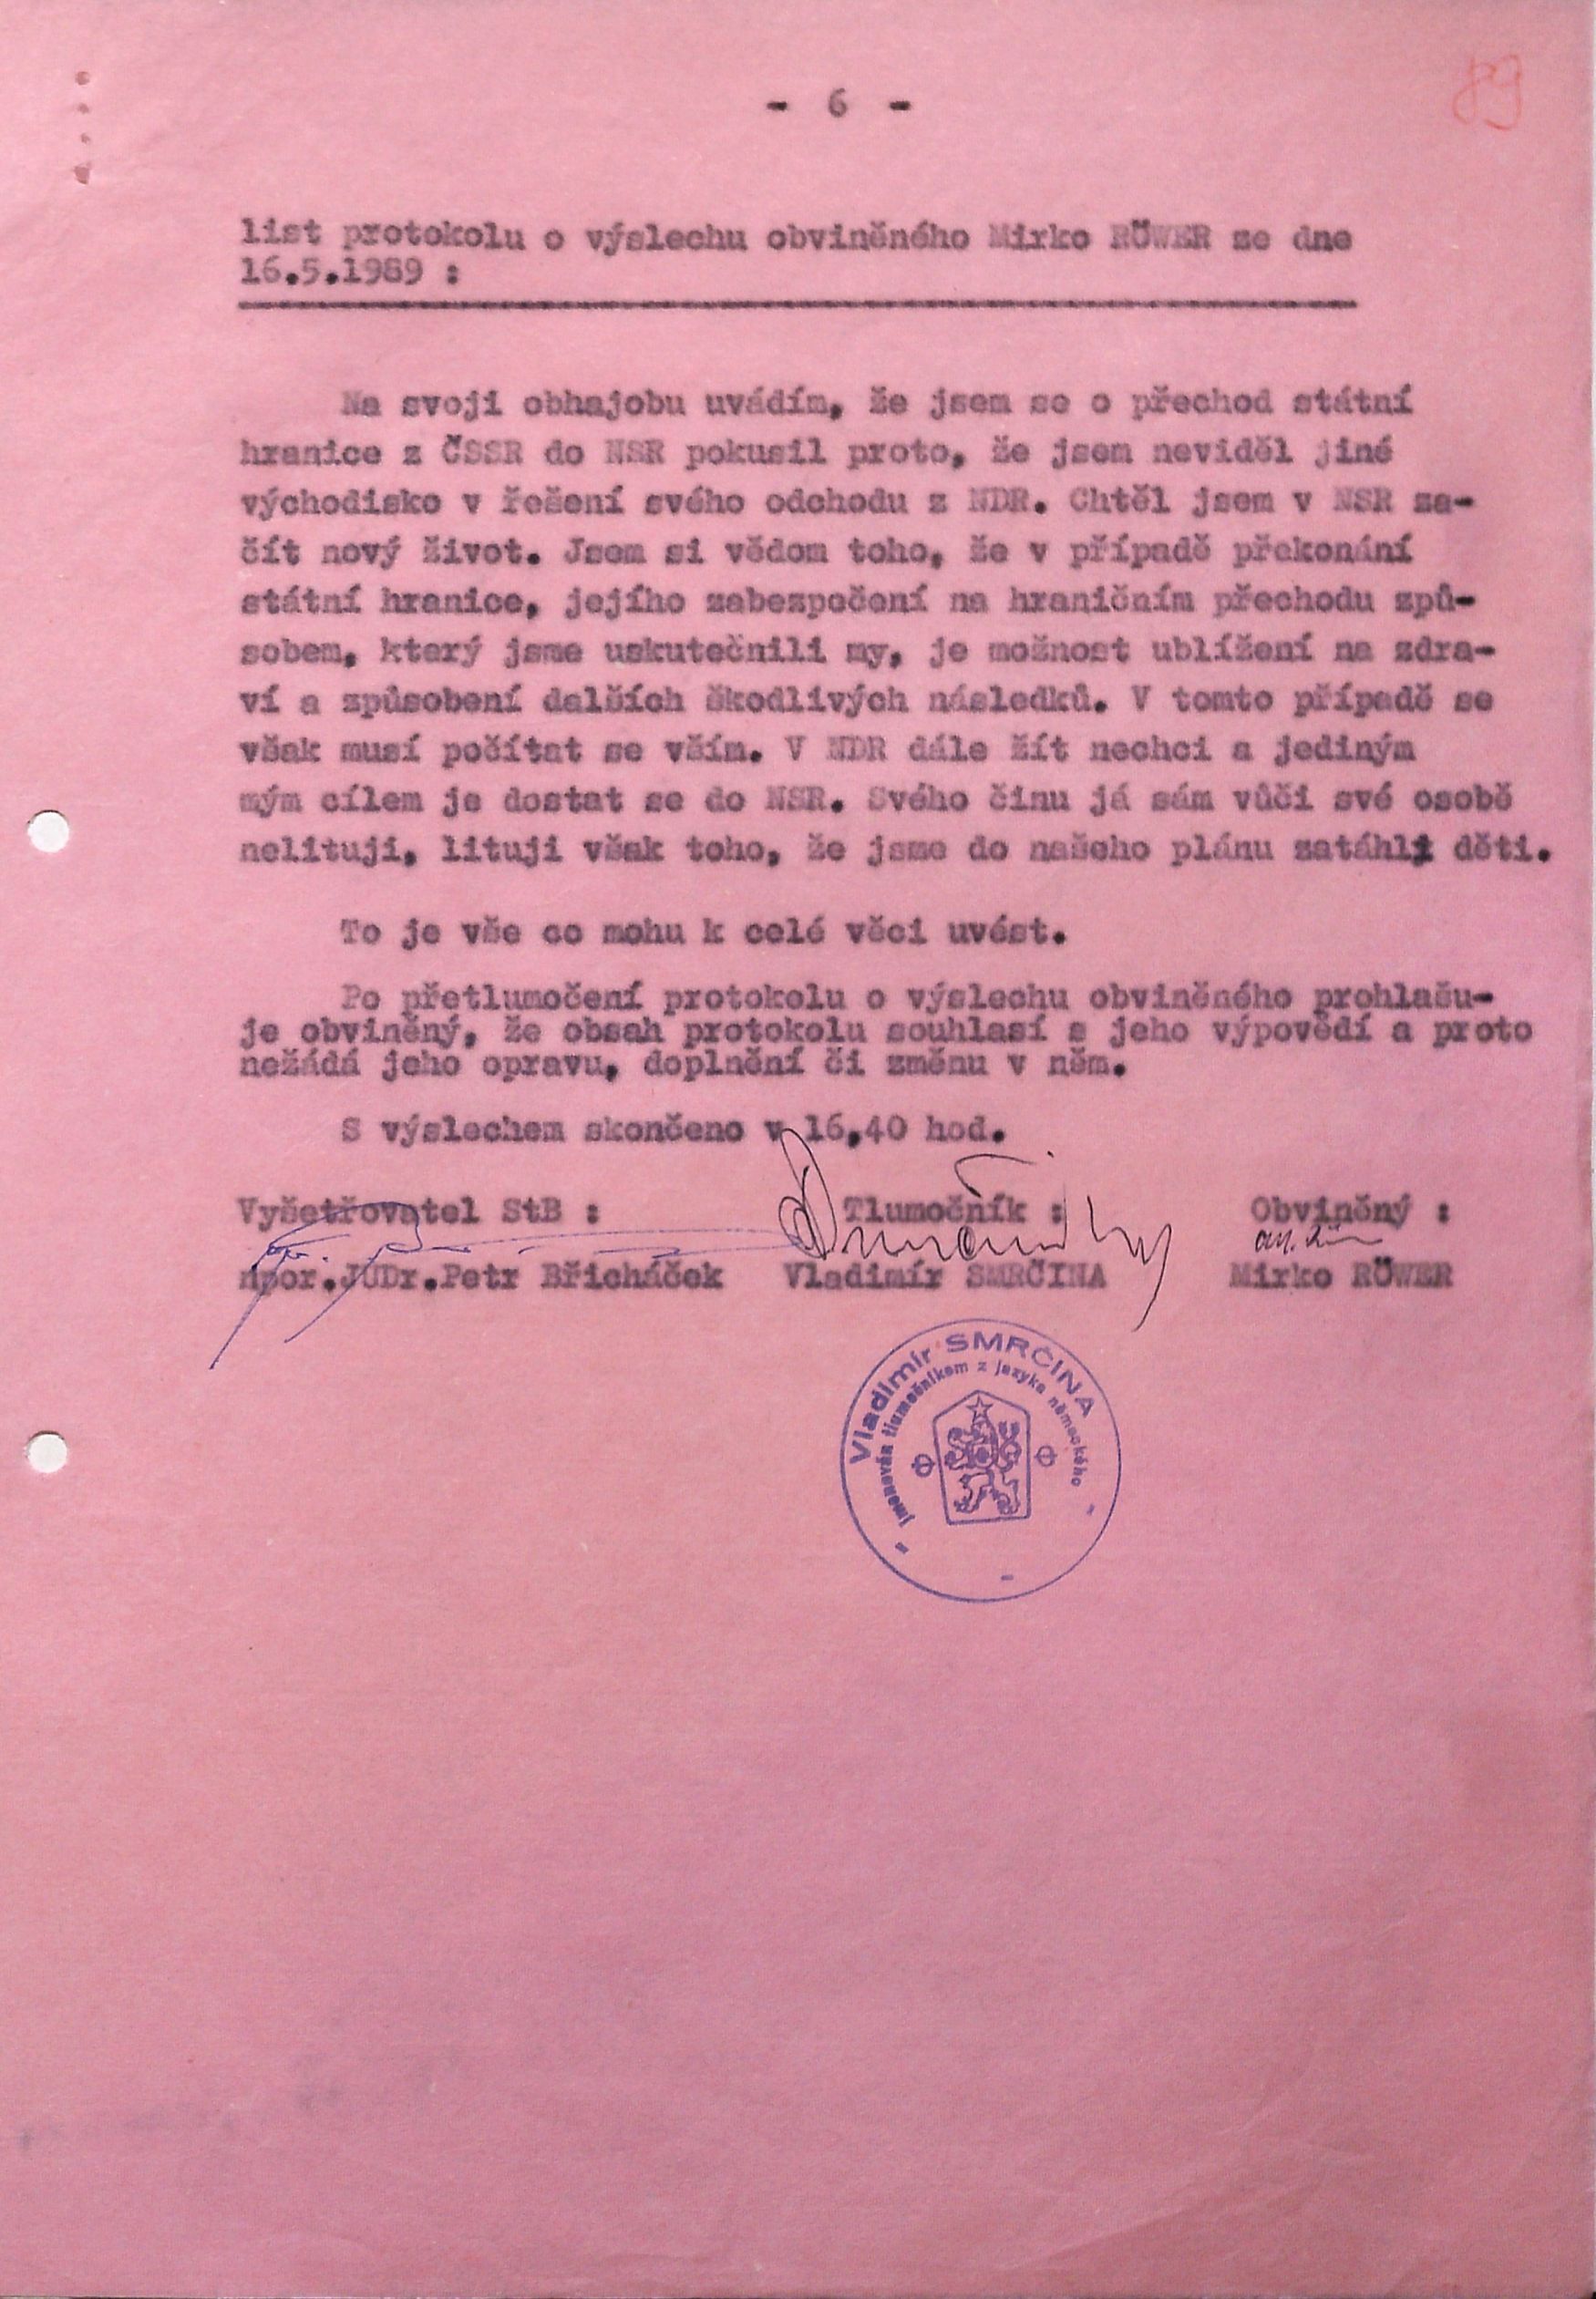 - 6 -
89
list protokolu o výslechu obviněného Mirko RÖWER ze dne
16.5.1989 :
Na svoji obhajobu uvádím, že jsem se o přechod státní
hranice z ČSSR do NSR pokusil proto, že jsem neviděl jiné
východisko v řešení svého odchodu z NDR. Chtěl jsem v NSR za-
čít nový život. Jsem si vědom toho, že v případě překonání
státní hranice, jejího zabezpečení na hraničním přechodu způ-
sobem, který jsme uskutečnili my, je možnost ublížení na zdra-
ví a způsobení dalších škodlivých následků. V tomto případě se
však musí počítat se vším. V NDR dále žít nechci a jediným
mým cílem je dostat se do NSR. Svého činu já sám vůči své osobě
nelituji, lituji však toho, že jsme do našeho plánu zatáhli děti.
To je vše co mohu k celé věci uvést.
Po přetlumočení protokolu o výslechu obviněného prohlašu-
je obviněný, že obsah protokolu souhlasí s jeho výpovědí a proto
nežádá jeho opravu, doplnění či změnu v něm.
S výslechem skončeno v 16,40 hod.
Vyšetřovatel StB : Tlumočník : Obviněný :
npor.JUDr.Petr Břicháček Vladimír SMRČINA Mirko RÖWER
Vladimír SMRČINA
jmenován tlumočníkem z jazyka německého